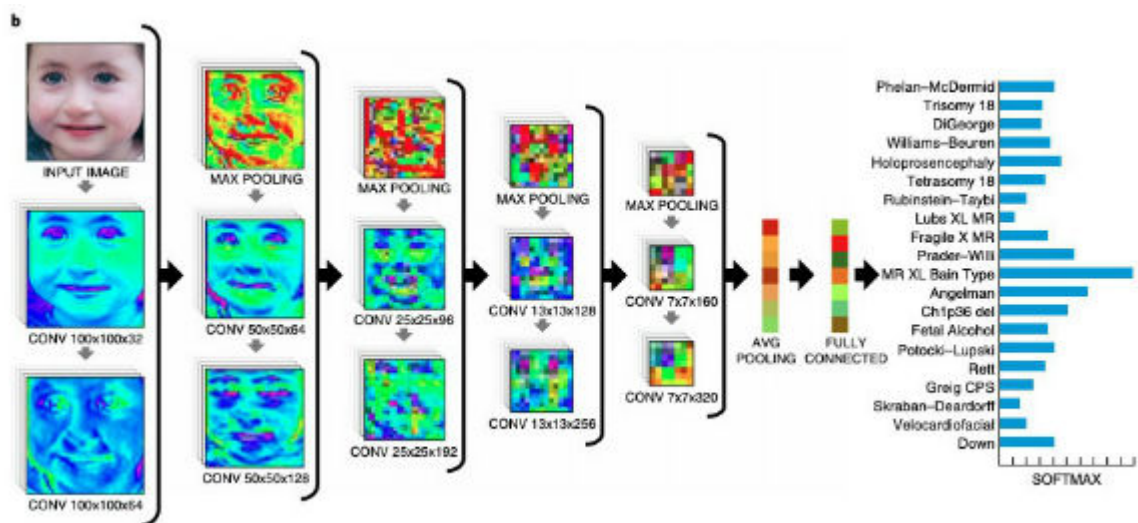 b
INPUT IMAGE
CONV 100x100x32
CONV 100x100x64
MAX POOLING
CONV 50x50x64
CONV 50x50x128
MAX POOLING
CONV 25x25x96
CONV 25x25x192
MAX POOLING
CONV 13x13x128
CONV 13x13x256
MAX POOLING
CONV 7x7x160
CONV 7x7x320
AVG
POOLING
FULLY
CONNECTED
Phelan–McDermid
Trisomy 18
DiGeorge
Williams–Beuren
Holoprosencephaly
Tetrasomy 18
Rubinstein–Taybi
Lubs XL MR
Fragile X MR
Prader–Willi
MR XL Bain Type
Angelman
Ch1p36 del
Fetal Alcohol
Potocki–Lupski
Rett
Greig CPS
Skraban–Deardorff
Velocardiofacial
Down
SOFTMAX